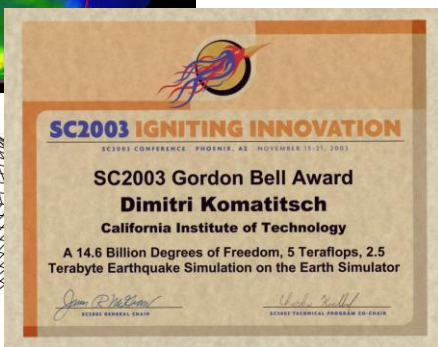 SC2003 IGNITING INNOVATION
SC2003 CONFERENCE PHOENIX, AZ NOVEMBER 15-21, 2003
SC2003 Gordon Bell Award
Dimitri Komatitsch
California Institute of Technology
A 14.6 Billion Degrees of Freedom, 5 Teraflops, 2.5
Terabyte Earthquake Simulation on the Earth Simulator
SC2003 GENERAL CHAIR
SC2003 TECHNICAL PROGRAM CO-CHAIR